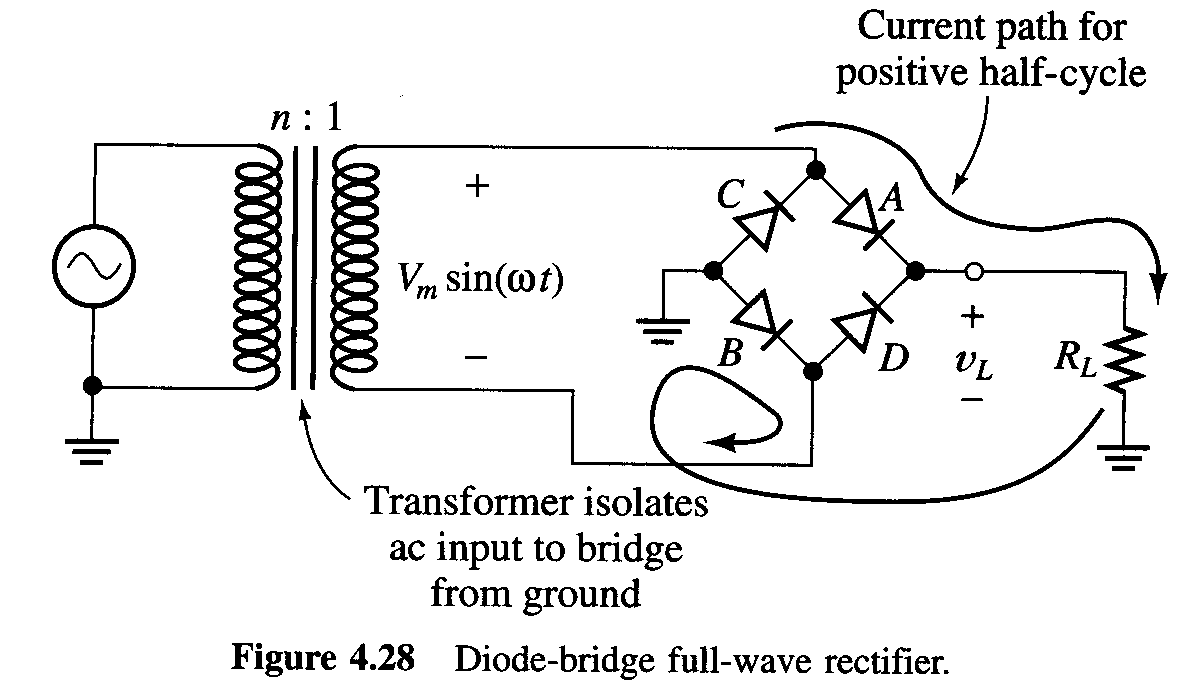 Current path for
positive half-cycle
n : 1
+
V_m sin(ωt)
−
C
A
B
D
+
v_L
−
R_L
Transformer isolates
ac input to bridge
from ground
Figure 4.28 Diode-bridge full-wave rectifier.